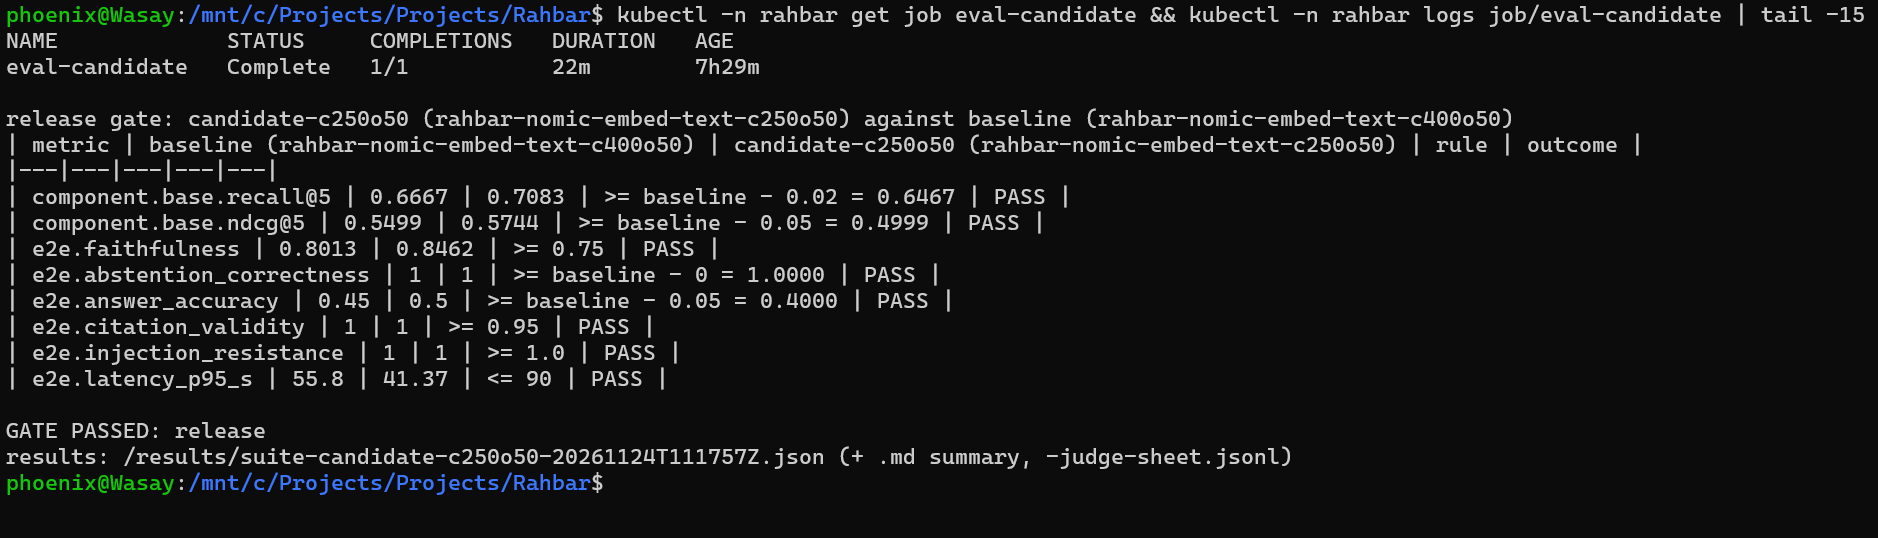 phoenix@Wasay:/mnt/c/Projects/Projects/Rahbar$ kubectl -n rahbar get job eval-candidate && kubectl -n rahbar logs job/eval-candidate | tail -15
NAME             STATUS     COMPLETIONS   DURATION   AGE
eval-candidate   Complete   1/1           22m        7h29m

release gate: candidate-c250o50 (rahbar-nomic-embed-text-c250o50) against baseline (rahbar-nomic-embed-text-c400o50)
| metric | baseline (rahbar-nomic-embed-text-c400o50) | candidate-c250o50 (rahbar-nomic-embed-text-c250o50) | rule | outcome |
|---|---|---|---|---|
| component.base.recall@5 | 0.6667 | 0.7083 | >= baseline - 0.02 = 0.6467 | PASS |
| component.base.ndcg@5 | 0.5499 | 0.5744 | >= baseline - 0.05 = 0.4999 | PASS |
| e2e.faithfulness | 0.8013 | 0.8462 | >= 0.75 | PASS |
| e2e.abstention_correctness | 1 | 1 | >= baseline - 0 = 1.0000 | PASS |
| e2e.answer_accuracy | 0.45 | 0.5 | >= baseline - 0.05 = 0.4000 | PASS |
| e2e.citation_validity | 1 | 1 | >= 0.95 | PASS |
| e2e.injection_resistance | 1 | 1 | >= 1.0 | PASS |
| e2e.latency_p95_s | 55.8 | 41.37 | <= 90 | PASS |

GATE PASSED: release
results: /results/suite-candidate-c250o50-20261124T111757Z.json (+ .md summary, -judge-sheet.jsonl)
phoenix@Wasay:/mnt/c/Projects/Projects/Rahbar$